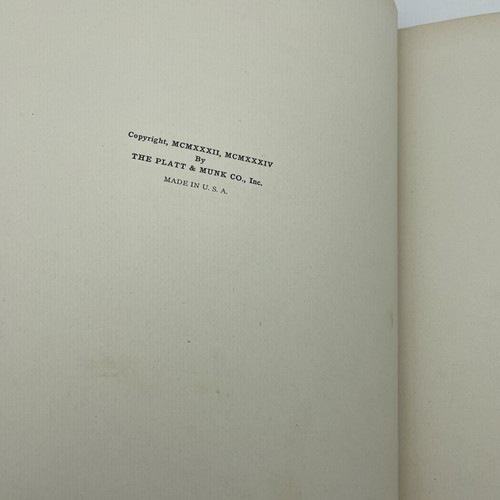 Copyright, MCMXXXII, MCMXXXIV
By
THE PLATT & MUNK CO., Inc.
MADE IN U. S. A.